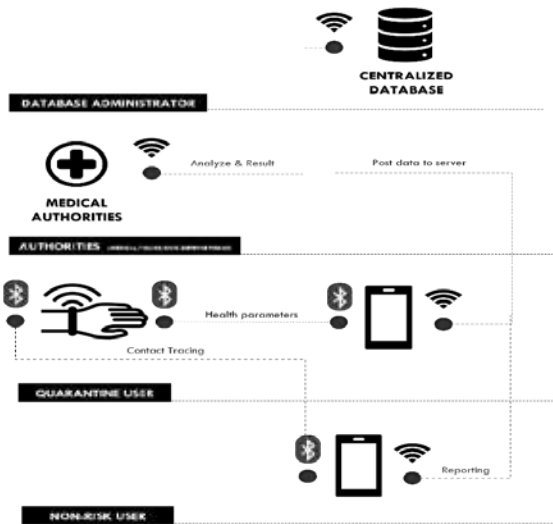 CENTRALIZED
DATABASE
DATABASE ADMINISTRATOR
Analyze & Result
Post data to server
MEDICAL
AUTHORITIES
AUTHORITIES
Health parameters
Contact Tracing
QUARANTINE USER
Reporting
NON-RISK USER